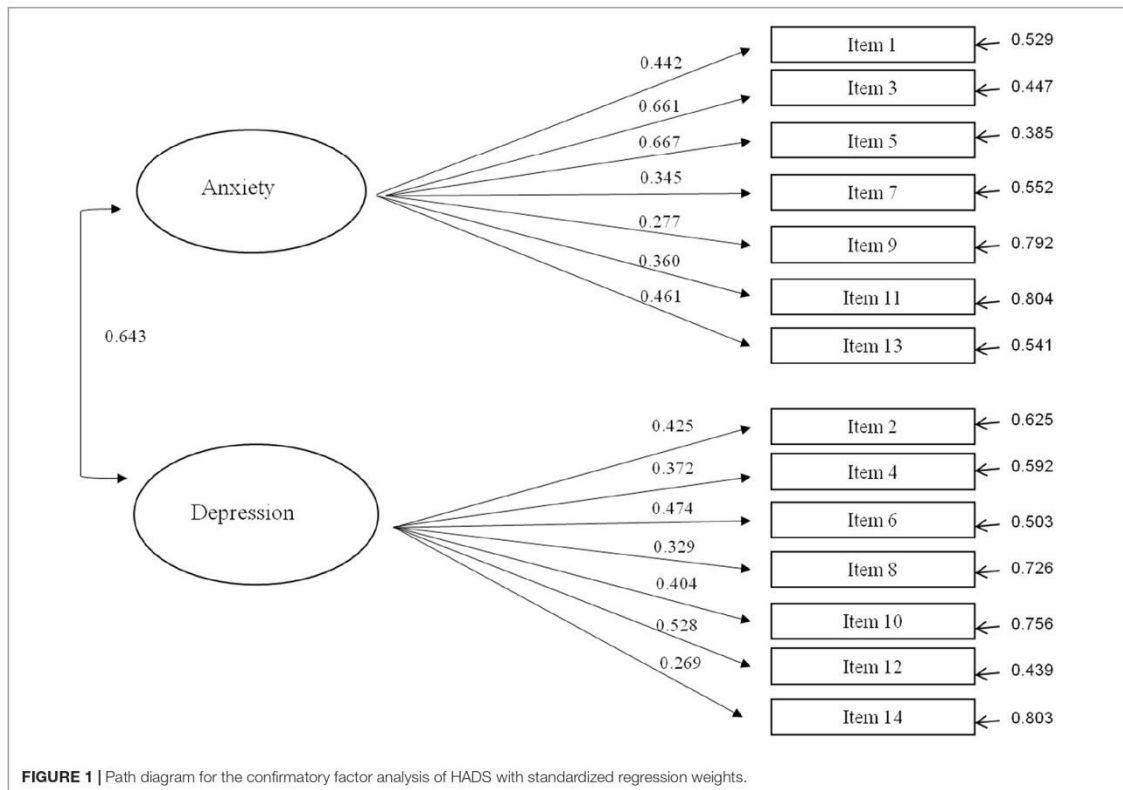 0.442
Item 1
0.529
0.661
Item 3
0.447
0.667
Item 5
0.385
Anxiety
0.345
Item 7
0.552
0.277
Item 9
0.792
0.360
Item 11
0.804
0.461
Item 13
0.541
0.643
0.425
Item 2
0.625
0.372
Item 4
0.592
0.474
Item 6
0.503
Depression
0.329
Item 8
0.726
0.404
Item 10
0.756
0.528
Item 12
0.439
0.269
Item 14
0.803
FIGURE 1 | Path diagram for the confirmatory factor analysis of HADS with standardized regression weights.